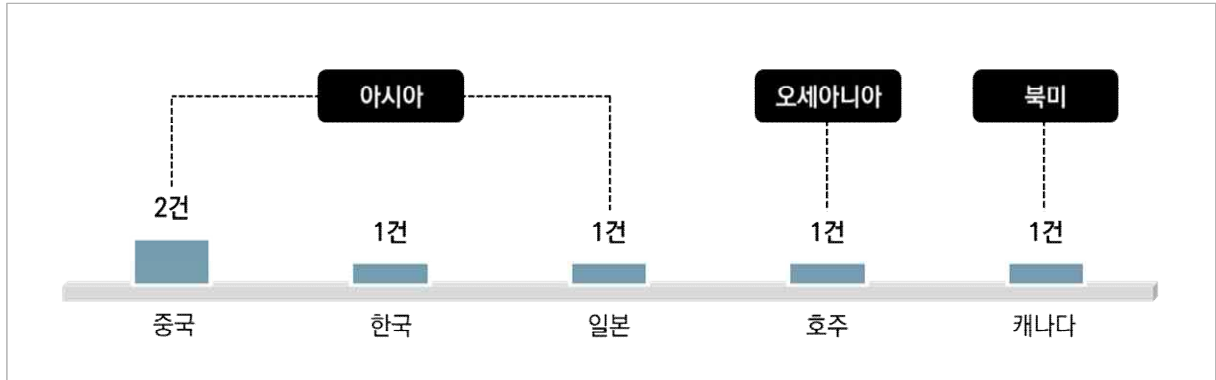 아시아 오세아니아 북미
2건 1건 1건 1건 1건
중국 한국 일본 호주 캐나다